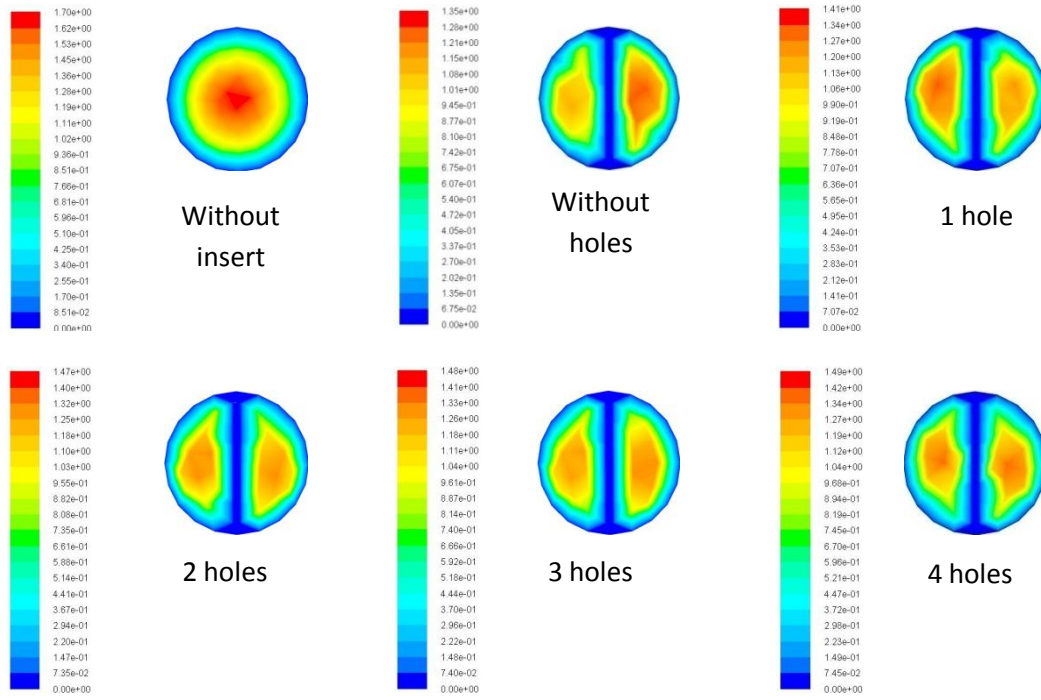 1.70e+00
1.62e+00
1.53e+00
1.45e+00
1.36e+00
1.28e+00
1.19e+00
1.11e+00
1.02e+00
9.36e-01
8.51e-01
7.66e-01
6.81e-01
5.96e-01
5.10e-01
4.25e-01
3.40e-01
2.55e-01
1.70e-01
8.51e-02
0.00e+00
Without
insert
1.35e+00
1.28e+00
1.21e+00
1.15e+00
1.08e+00
1.01e+00
9.45e-01
8.77e-01
8.10e-01
7.42e-01
6.75e-01
6.07e-01
5.40e-01
4.72e-01
4.05e-01
3.37e-01
2.70e-01
2.02e-01
1.35e-01
6.75e-02
0.00e+00
Without
holes
1.41e+00
1.34e+00
1.27e+00
1.20e+00
1.13e+00
1.06e+00
9.90e-01
9.19e-01
8.48e-01
7.78e-01
7.07e-01
6.36e-01
5.65e-01
4.95e-01
4.24e-01
3.53e-01
2.83e-01
2.12e-01
1.41e-01
7.07e-02
0.00e+00
1 hole
1.47e+00
1.40e+00
1.32e+00
1.25e+00
1.18e+00
1.10e+00
1.03e+00
9.55e-01
8.82e-01
8.08e-01
7.35e-01
6.61e-01
5.88e-01
5.14e-01
4.41e-01
3.67e-01
2.94e-01
2.20e-01
1.47e-01
7.35e-02
0.00e+00
2 holes
1.48e+00
1.41e+00
1.33e+00
1.26e+00
1.18e+00
1.11e+00
1.04e+00
9.61e-01
8.87e-01
8.14e-01
7.40e-01
6.66e-01
5.92e-01
5.18e-01
4.44e-01
3.70e-01
2.96e-01
2.22e-01
1.48e-01
7.40e-02
0.00e+00
3 holes
1.49e+00
1.42e+00
1.34e+00
1.27e+00
1.19e+00
1.12e+00
1.04e+00
9.68e-01
8.94e-01
8.19e-01
7.45e-01
6.70e-01
5.96e-01
5.21e-01
4.47e-01
3.72e-01
2.98e-01
2.23e-01
1.49e-01
7.45e-02
0.00e+00
4 holes